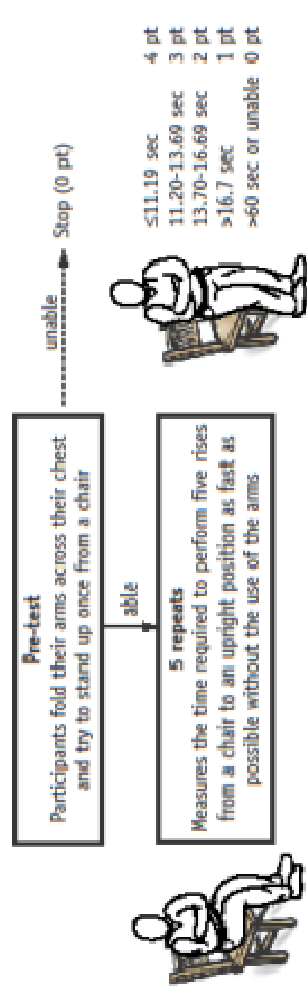 Pre-test
Participants fold their arms across their chest
and try to stand up once from a chair
unable
Stop (0 pt)
able
5 repeats
Measures the time required to perform five rises
from a chair to an upright position as fast as
possible without the use of the arms
≤11.19 sec 4 pt
11.20-13.69 sec 3 pt
13.70-16.69 sec 2 pt
>16.7 sec 1 pt
>60 sec or unable 0 pt